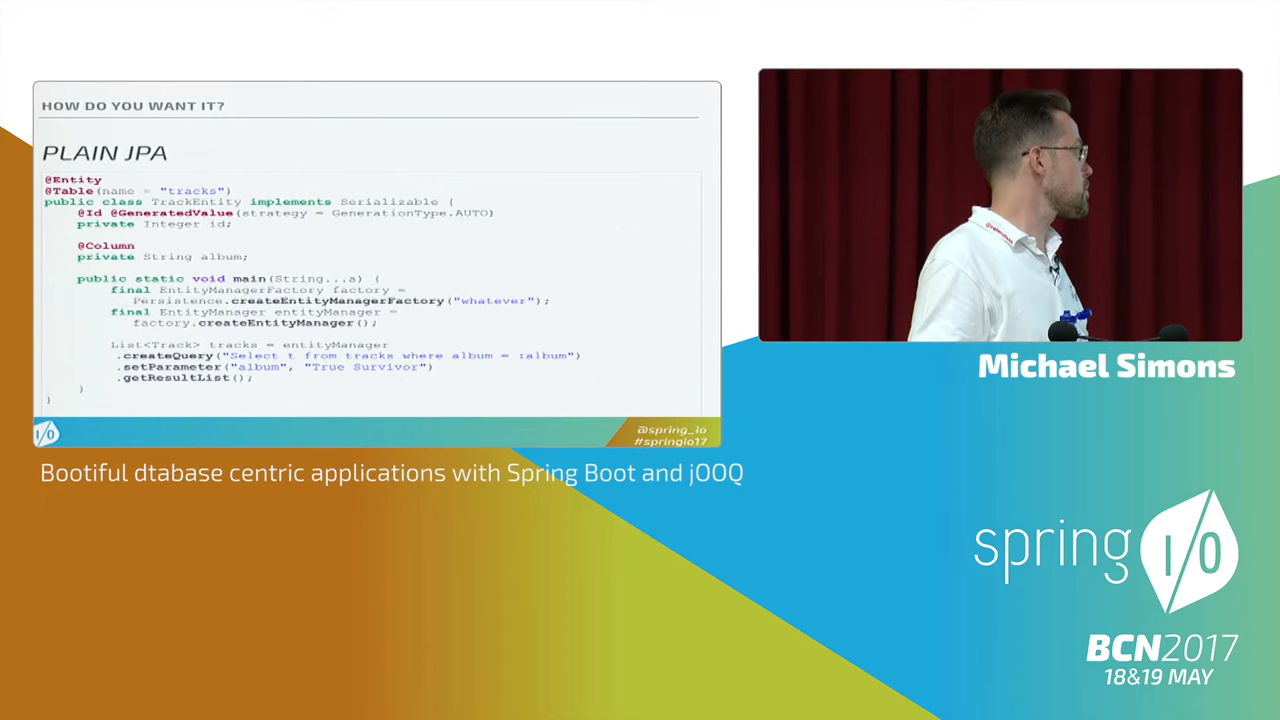 HOW DO YOU WANT IT?
PLAIN JPA
@Entity
@Table(name = "tracks")
public class TrackEntity implements Serializable {
@Id @GeneratedValue(strategy = GenerationType.AUTO)
private Integer id;
@Column
private String album;
public static void main(String...a) {
final EntityManagerFactory factory =
Persistence.createEntityManagerFactory("whatever");
final EntityManager entityManager =
factory.createEntityManager();
List<Track> tracks = entityManager
.createQuery("Select t from tracks where album = :album")
.setParameter("album", "True Survivor")
.getResultList();
}
}
I/O
@spring_io
#springio17
Michael Simons
Bootiful dtabase centric applications with Spring Boot and jOOQ
spring I/O
BCN2017
18&19 MAY